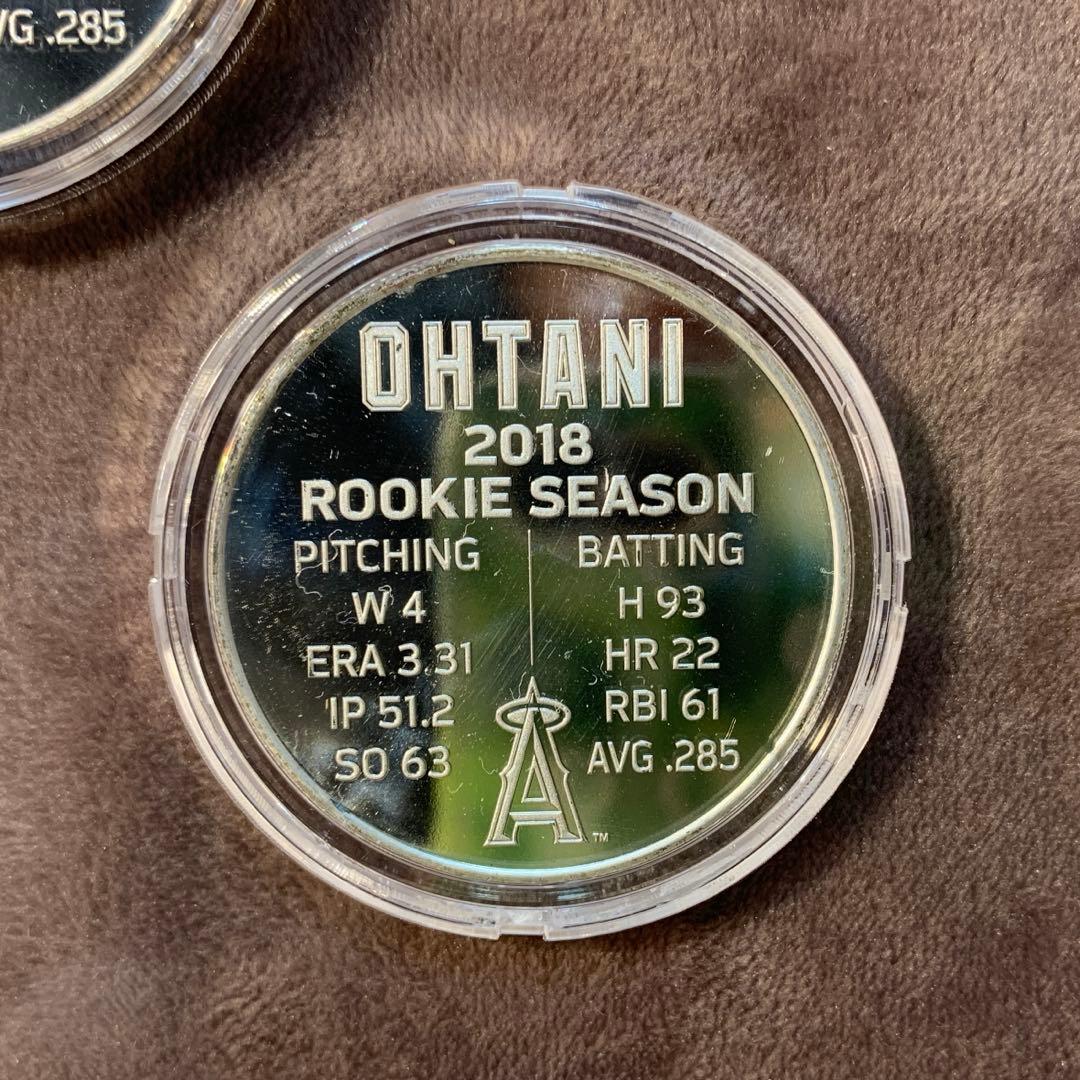 VG .285
OHTANI
2018
ROOKIE SEASON
PITCHING
W 4
ERA 3.31
IP 51.2
SO 63
BATTING
H 93
HR 22
RBI 61
AVG .285
A
TM